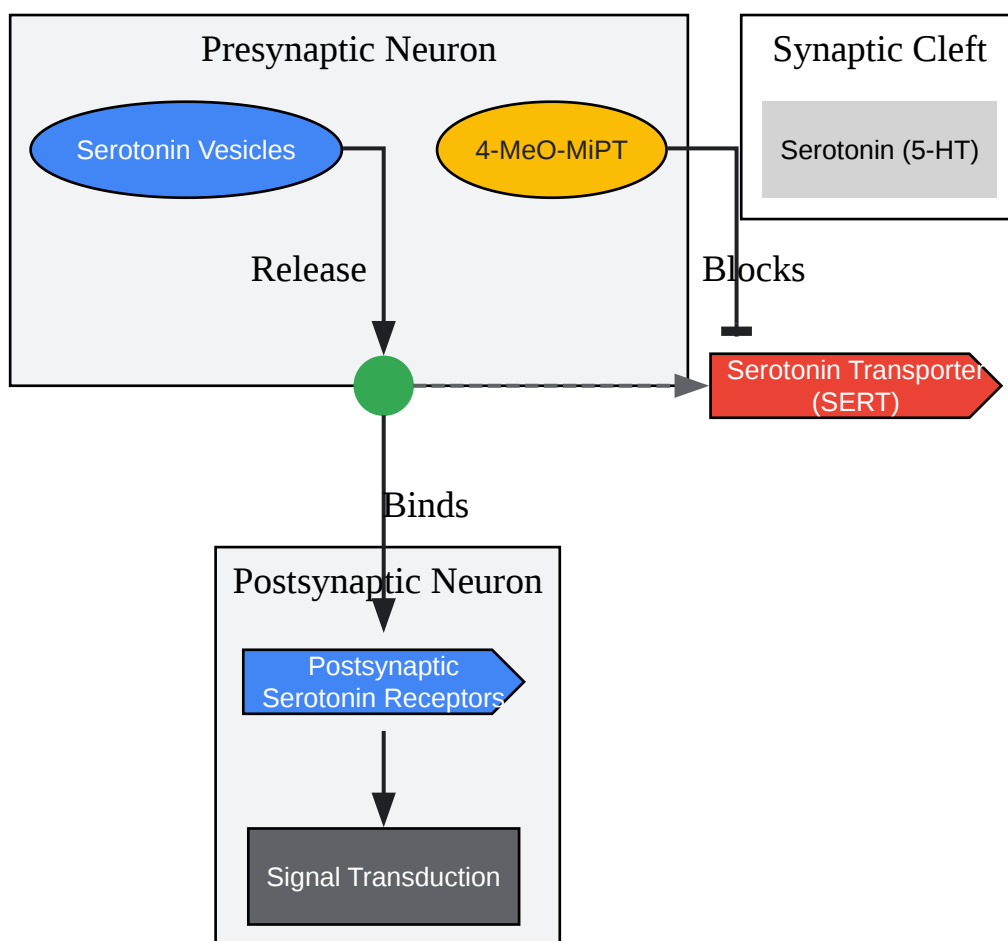 Presynaptic Neuron
Synaptic Cleft
Serotonin Vesicles
4-MeO-MiPT
Serotonin (5-HT)
Release
Blocks
Serotonin Transporter
(SERT)
Binds
Postsynaptic Neuron
Postsynaptic
Serotonin Receptors
Signal Transduction